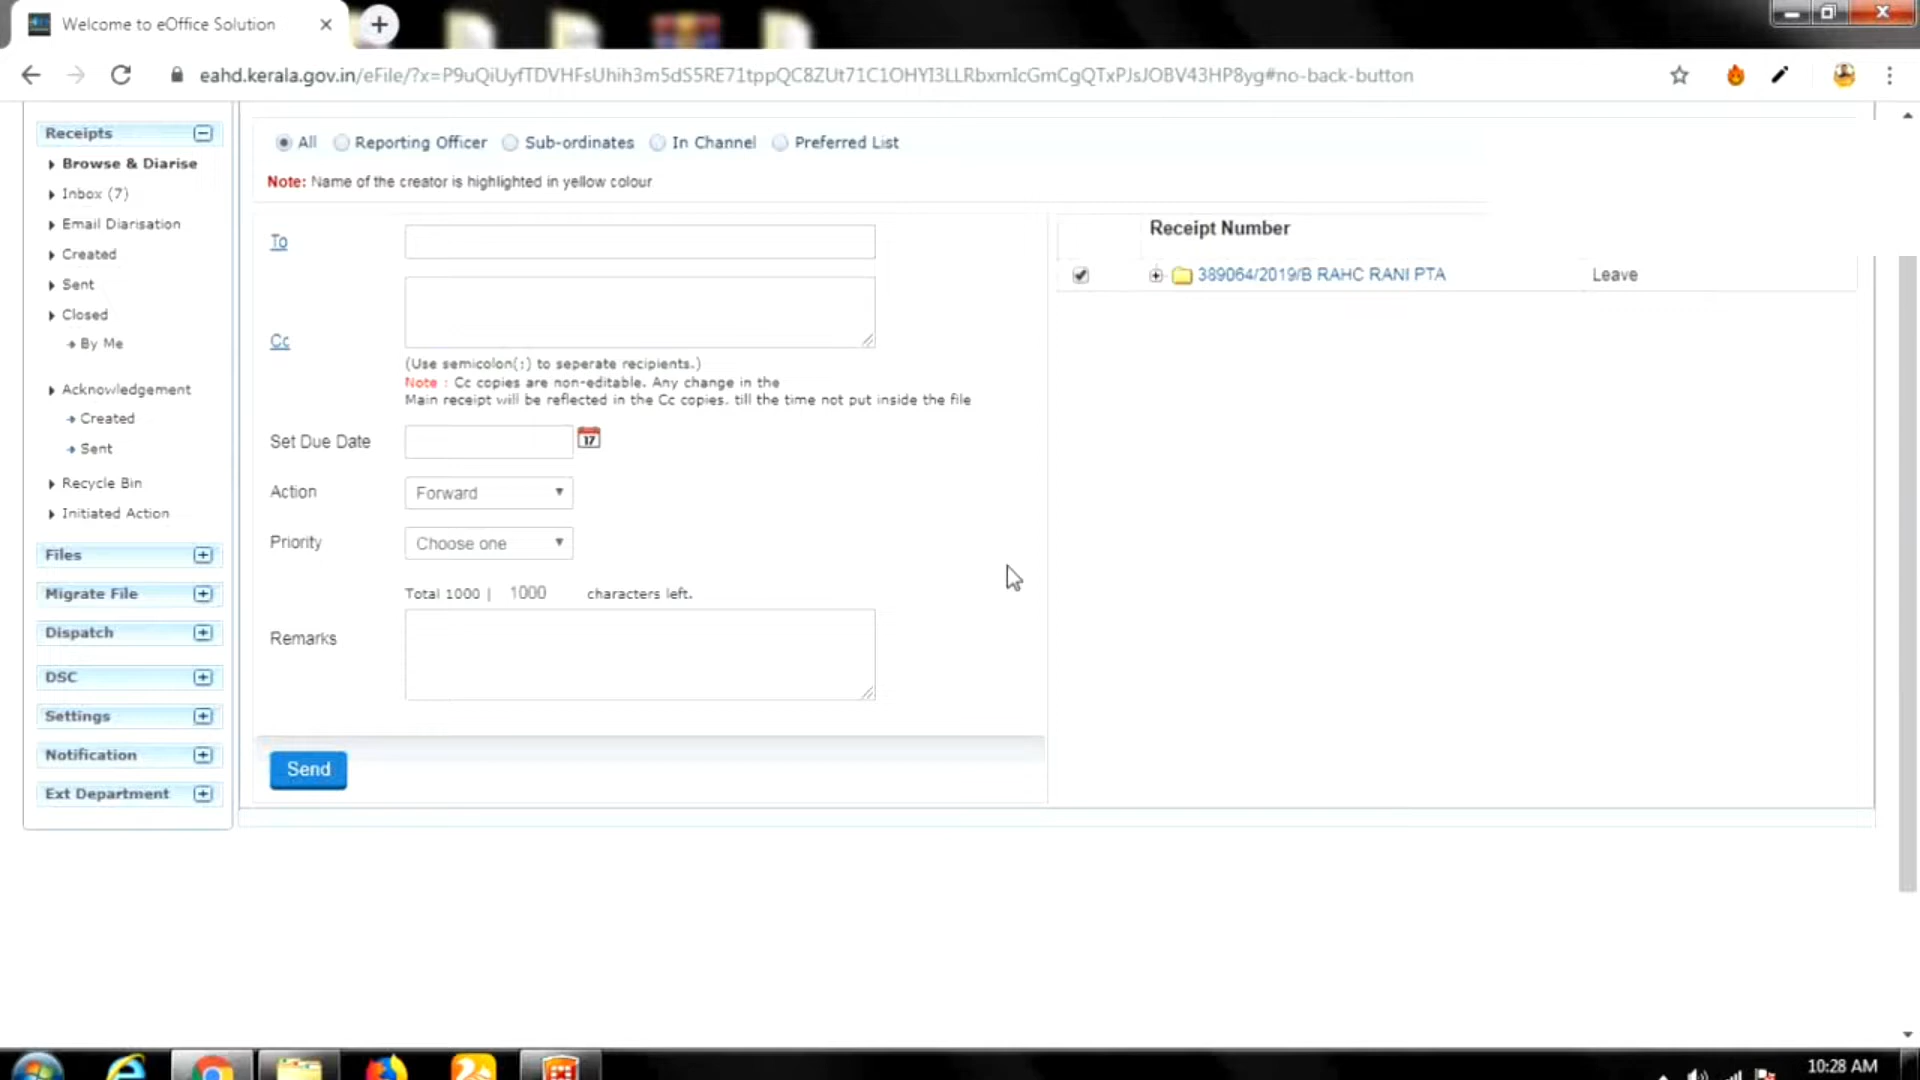 Welcome to eOffice Solution
eahd.kerala.gov.in/eFile/?x=P9uQiUyfTDVHFsUhih3m5dS5RE71tppQC8ZUt71C1OHYI3LLRbxmIcGmCgQTxPJsJOBV43HP8yg#no-back-button
Receipts
Browse & Diarise
Inbox (7)
Email Diarisation
Created
Sent
Closed
By Me
Acknowledgement
Created
Sent
Recycle Bin
Initiated Action
Files
Migrate File
Dispatch
DSC
Settings
Notification
Ext Department
All Reporting Officer Sub-ordinates In Channel Preferred List
Note: Name of the creator is highlighted in yellow colour
To
Cc
(Use semicolon(;) to seperate recipients.)
Note : Cc copies are non-editable. Any change in the
Main receipt will be reflected in the Cc copies. till the time not put inside the file
Set Due Date
17
Action Forward
Priority Choose one
Total 1000 | 1000 characters left.
Remarks
Send
Receipt Number
389064/2019/B RAHC RANI PTA Leave
10:28 AM